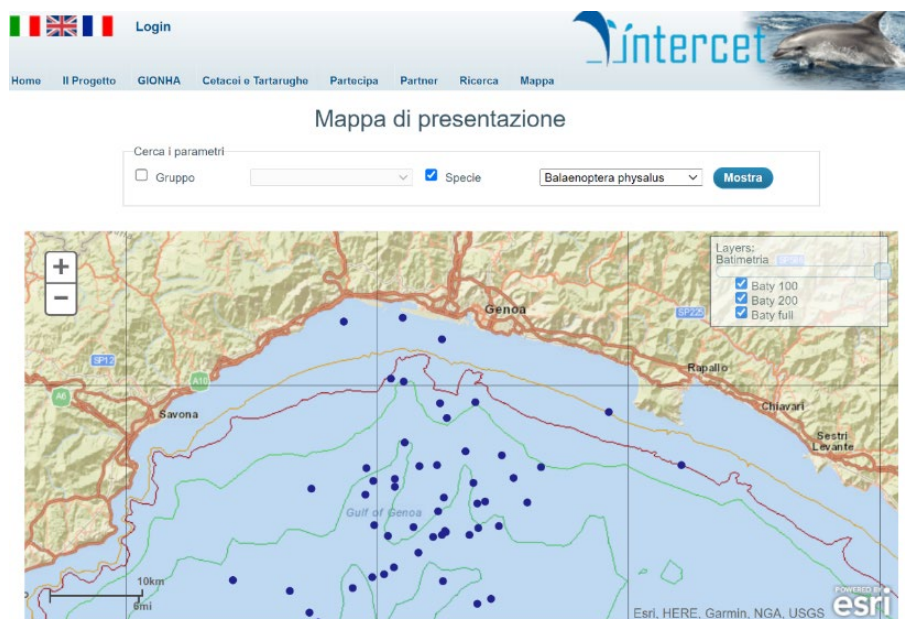 Login
intercet
Home Il Progetto GIONHA Cetacei e Tartarughe Partecipa Partner Ricerca Mappa
Mappa di presentazione
Cerca i parametri
Gruppo Specie Balaenoptera physalus Mostra
+
−
Layers:
Batimetria
Baty 100
Baty 200
Baty full
Genoa
SP225
SP12
Rapallo
A10
A6
Savona
Chiavari
Sestri
Levante
Gulf of Genoa
10km
6mi
Esri, HERE, Garmin, NGA, USGS
POWERED BY
esri